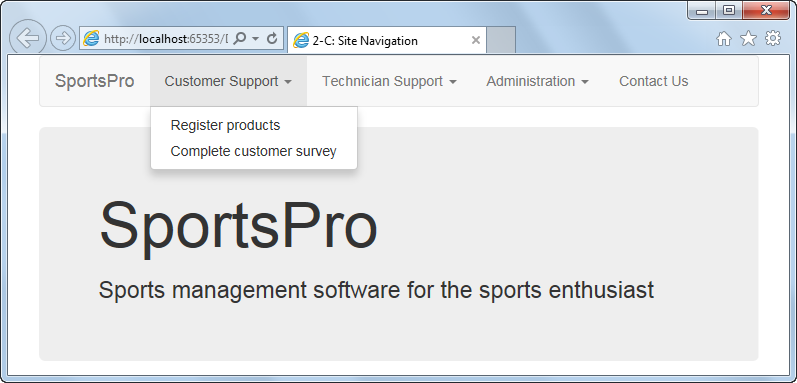 http://localhost:65353/
2-C: Site Navigation
SportsPro Customer Support Technician Support Administration Contact Us
Register products
Complete customer survey
SportsPro
Sports management software for the sports enthusiast